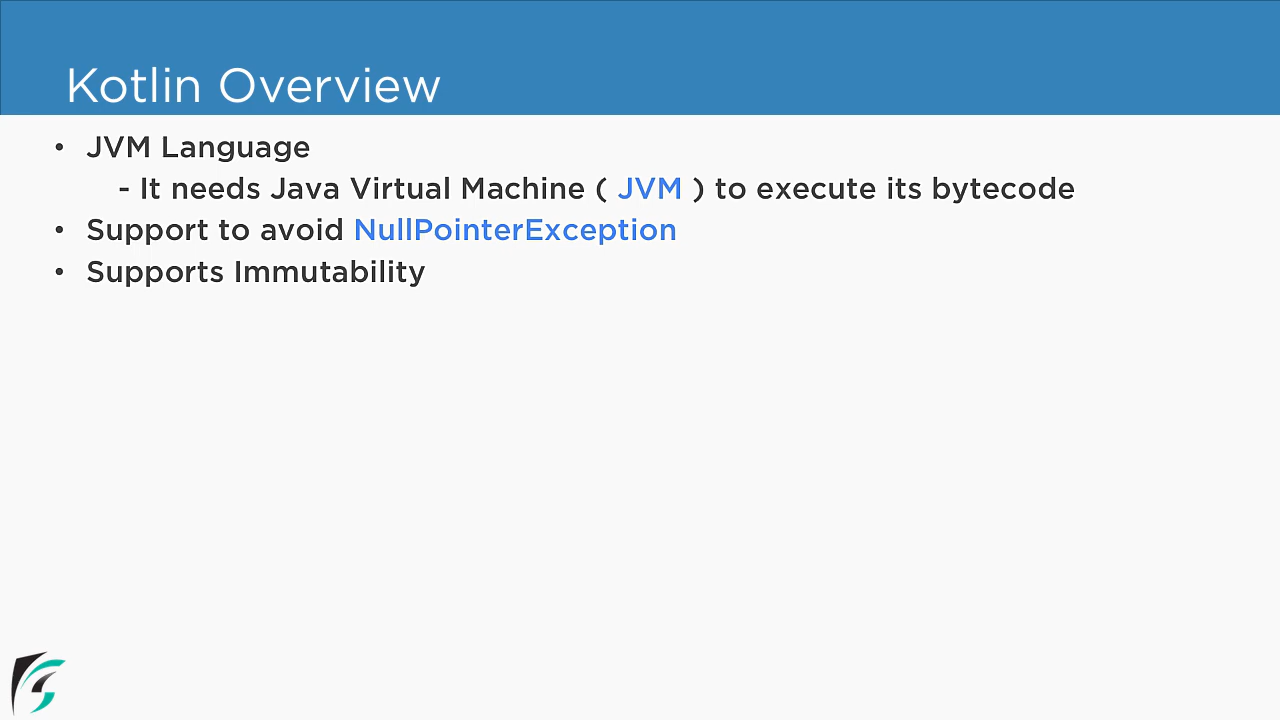 Kotlin Overview
• JVM Language
- It needs Java Virtual Machine ( JVM ) to execute its bytecode
• Support to avoid NullPointerException
• Supports Immutability